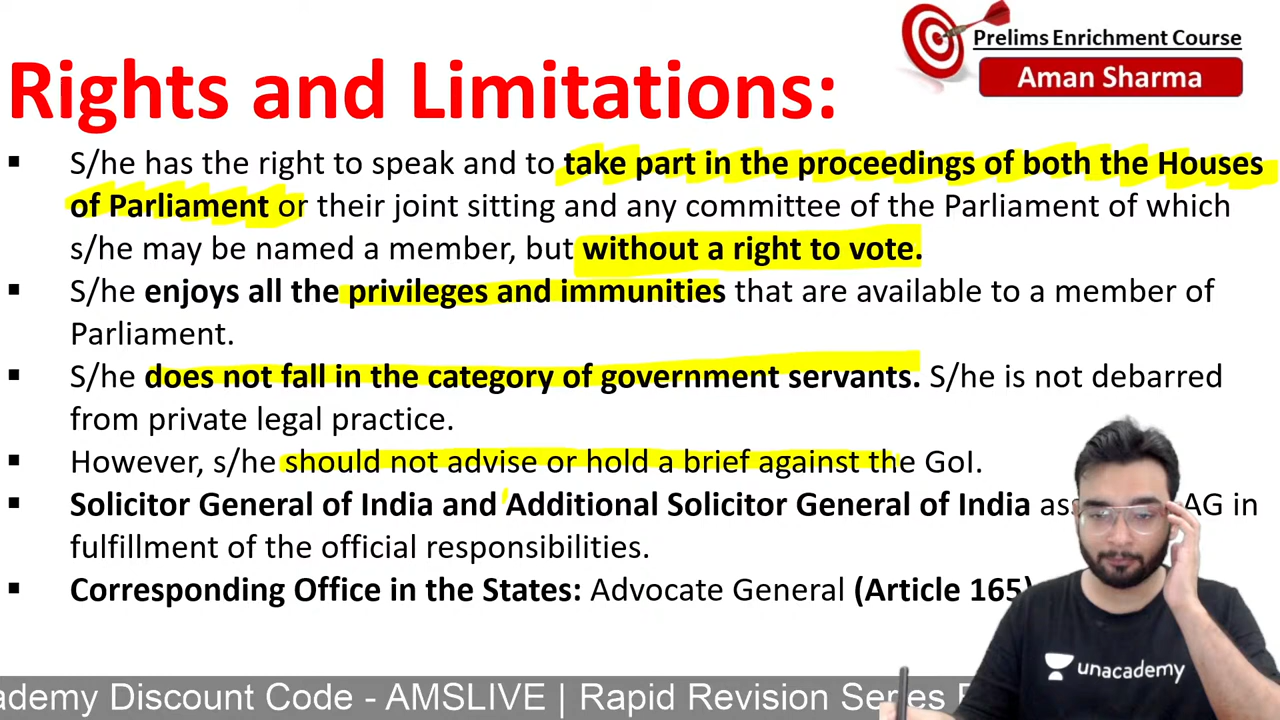 Prelims Enrichment Course
Aman Sharma
Rights and Limitations:
▪ S/he has the right to speak and to take part in the proceedings of both the Houses
of Parliament or their joint sitting and any committee of the Parliament of which
s/he may be named a member, but without a right to vote.
▪ S/he enjoys all the privileges and immunities that are available to a member of
Parliament.
▪ S/he does not fall in the category of government servants. S/he is not debarred
from private legal practice.
▪ However, s/he should not advise or hold a brief against the GoI.
▪ Solicitor General of India and Additional Solicitor General of India AG in
fulfillment of the official responsibilities.
▪ Corresponding Office in the States: Advocate General (Article 165)
unacademy
ademy Discount Code - AMSLIVE | Rapid Revision Series